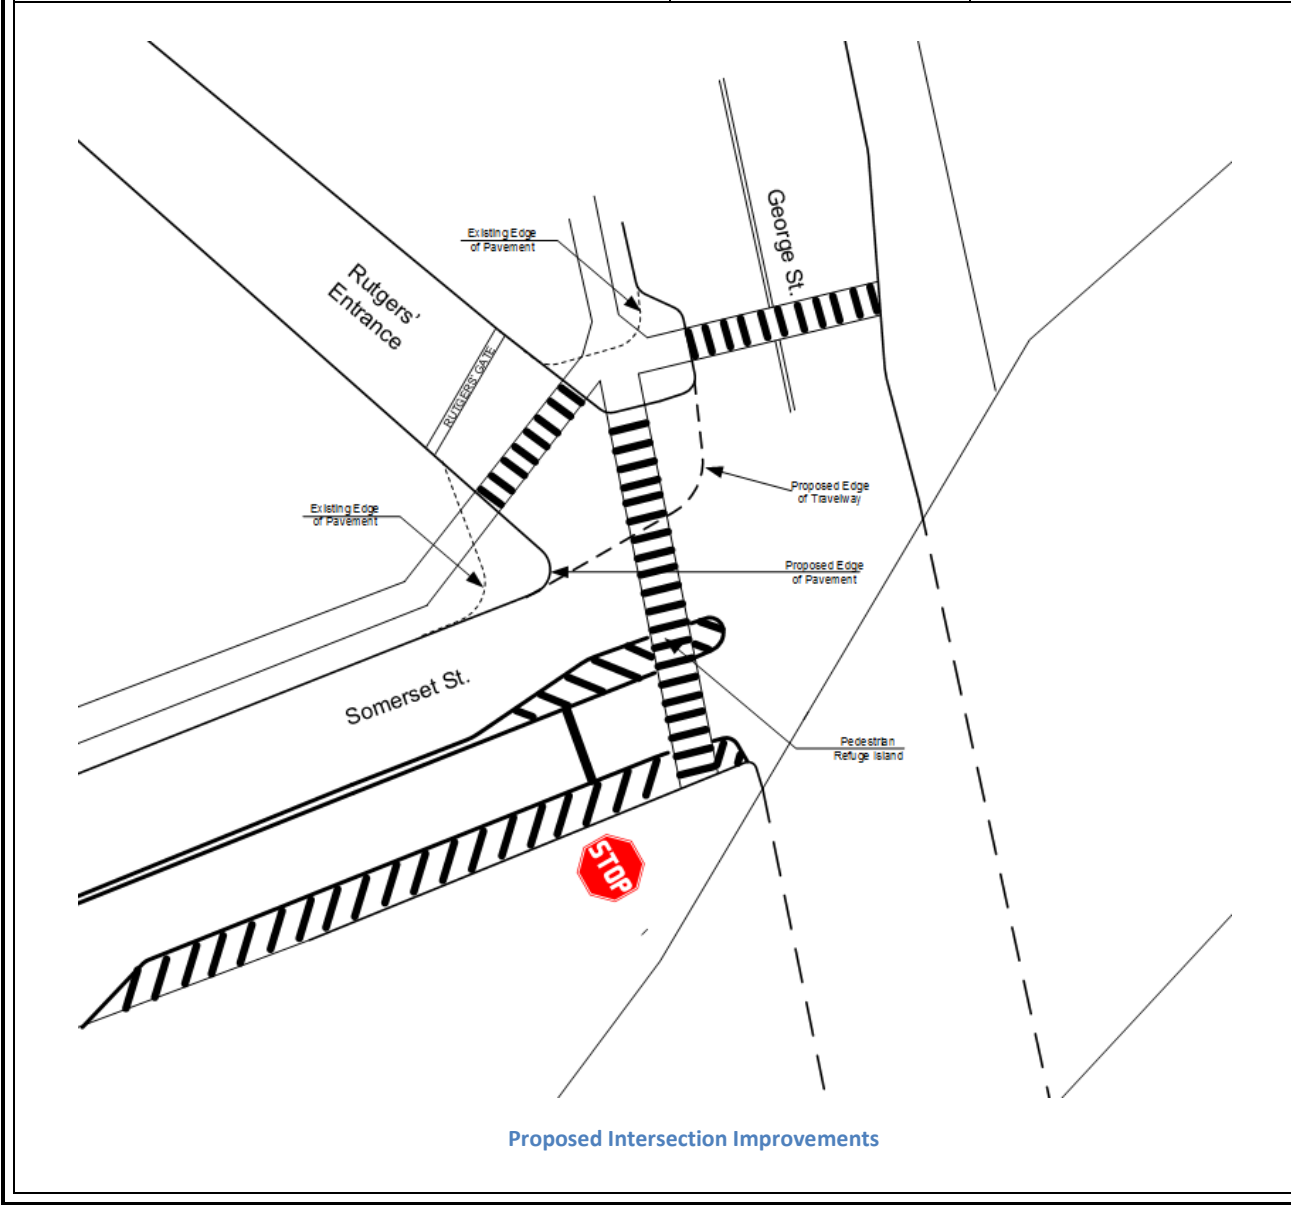 George St.
Existing Edge
of Pavement
Rutgers'
Entrance
RUTGERS' GATE
Proposed Edge
of Travelway
Existing Edge
of Pavement
Proposed Edge
of Pavement
Somerset St.
Pedestrian
Refuge Island
STOP
Proposed Intersection Improvements